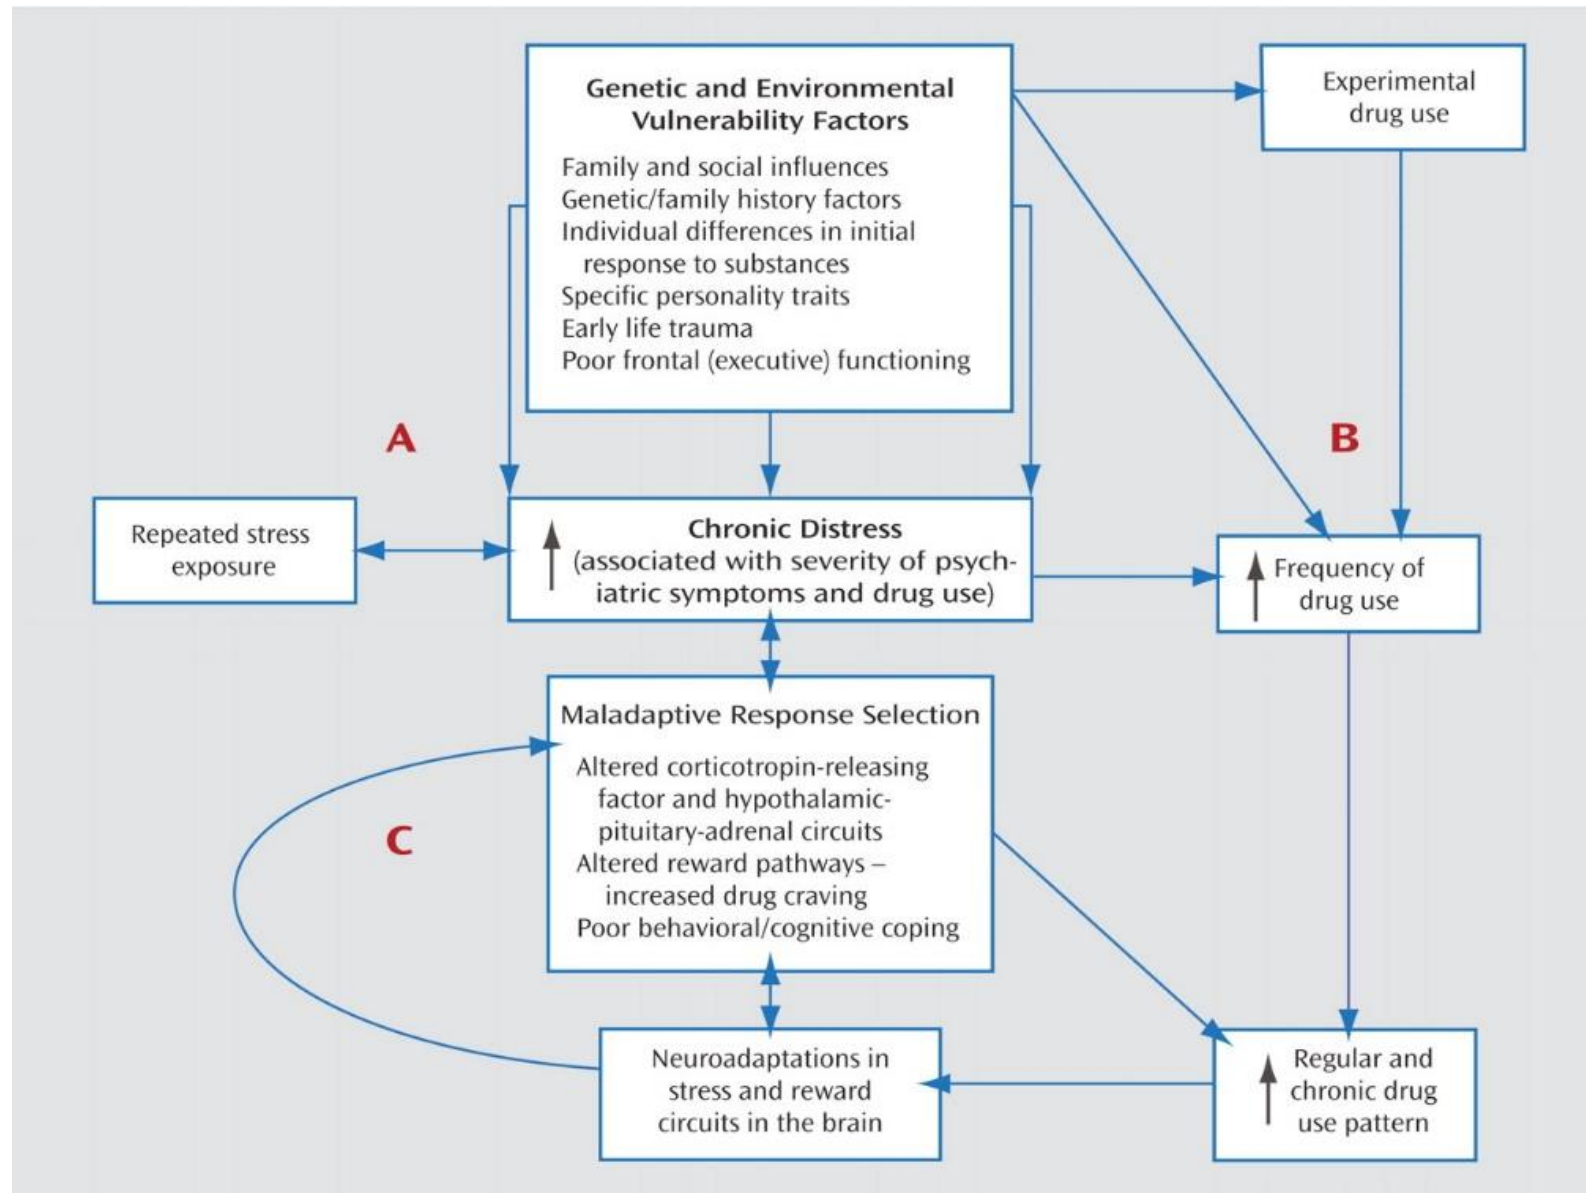 Genetic and Environmental
Vulnerability Factors
Family and social influences
Genetic/family history factors
Individual differences in initial
response to substances
Specific personality traits
Early life trauma
Poor frontal (executive) functioning
Experimental
drug use
A
B
Repeated stress
exposure
Chronic Distress
(associated with severity of psych-
iatric symptoms and drug use)
Frequency of
drug use
Maladaptive Response Selection
Altered corticotropin-releasing
factor and hypothalamic-
pituitary-adrenal circuits
Altered reward pathways –
increased drug craving
Poor behavioral/cognitive coping
C
Neuroadaptations in
stress and reward
circuits in the brain
Regular and
chronic drug
use pattern